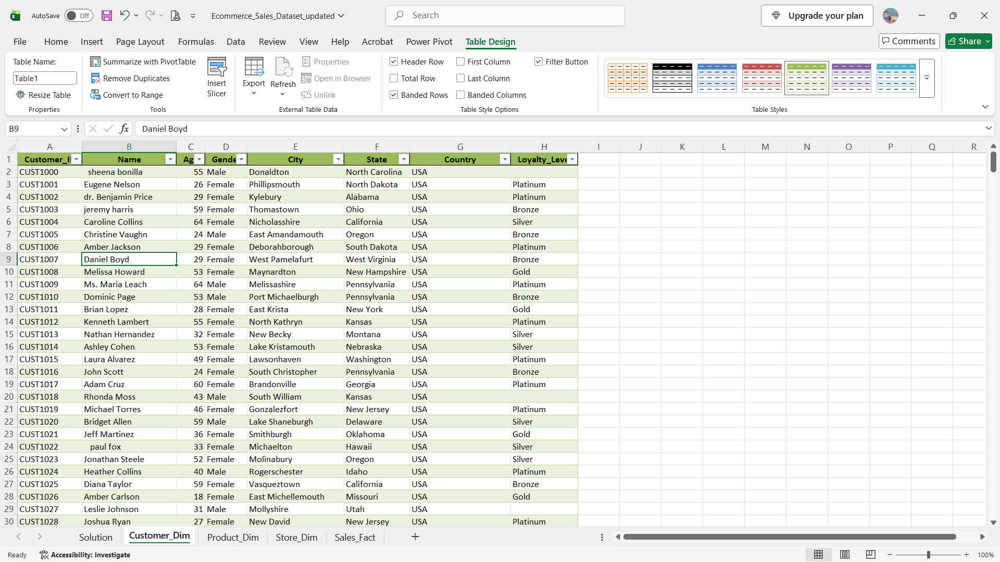 AutoSave Off Ecommerce_Sales_Dataset_updated Search Upgrade your plan
File Home Insert Page Layout Formulas Data Review View Help Acrobat Power Pivot Table Design Comments Share
Table Name:
Table1
Resize Table
Properties
Summarize with PivotTable
Remove Duplicates
Convert to Range
Tools
Insert
Slicer
Export
Refresh
Properties
Open in Browser
Unlink
External Table Data
Header Row First Column Filter Button
Total Row Last Column
Banded Rows Banded Columns
Table Style Options
Table Styles
B9 fx Daniel Boyd
A B C D E F G H I J K L M N O P Q R
1 Customer_I Name Ag Gende City State Country Loyalty_Leve
2 CUST1000 sheena bonilla 55 Male Donaldton North Carolina USA
3 CUST1001 Eugene Nelson 26 Female Phillipsmouth North Dakota USA Platinum
4 CUST1002 dr. Benjamin Price 29 Female Kylebury Alabama USA Platinum
5 CUST1003 jeremy harris 59 Female Thomastown Ohio USA Bronze
6 CUST1004 Caroline Collins 64 Female Nicholasshire California USA Silver
7 CUST1005 Christine Vaughn 24 Male East Amandamouth Oregon USA Bronze
8 CUST1006 Amber Jackson 29 Female Deborahborough South Dakota USA Platinum
9 CUST1007 Daniel Boyd 29 Female West Pamelafurt West Virginia USA Bronze
10 CUST1008 Melissa Howard 53 Female Maynardton New Hampshire USA Gold
11 CUST1009 Ms. Maria Leach 64 Male Melissashire Pennsylvania USA Platinum
12 CUST1010 Dominic Page 53 Male Port Michaelburgh Pennsylvania USA Bronze
13 CUST1011 Brian Lopez 28 Female East Krista New York USA Gold
14 CUST1012 Kenneth Lambert 55 Female North Kathryn Kansas USA Platinum
15 CUST1013 Nathan Hernandez 32 Female New Becky Montana USA Silver
16 CUST1014 Ashley Cohen 53 Female Lake Kristamouth Nebraska USA Silver
17 CUST1015 Laura Alvarez 49 Female Lawsonhaven Washington USA Platinum
18 CUST1016 John Scott 24 Female South Christopher Pennsylvania USA Bronze
19 CUST1017 Adam Cruz 60 Female Brandonville Georgia USA Platinum
20 CUST1018 Rhonda Moss 43 Male South William Kansas USA
21 CUST1019 Michael Torres 46 Female Gonzalezfort New Jersey USA Platinum
22 CUST1020 Bridget Allen 59 Male Lake Shaneburgh Delaware USA Silver
23 CUST1021 Jeff Martinez 36 Female Smithburgh Oklahoma USA Gold
24 CUST1022 paul fox 33 Female Michaelton Hawaii USA Silver
25 CUST1023 Jonathan Steele 52 Female Molinabury Oregon USA Silver
26 CUST1024 Heather Collins 40 Male Rogerschester Idaho USA Platinum
27 CUST1025 Diana Taylor 59 Female Vasqueztown California USA Bronze
28 CUST1026 Amber Carlson 18 Female East Michellemouth Missouri USA Gold
29 CUST1027 Leslie Johnson 31 Male Mollyshire Utah USA
30 CUST1028 Joshua Ryan 27 Female New David New Jersey USA Platinum
Solution Customer_Dim Product_Dim Store_Dim Sales_Fact
Ready Accessibility: Investigate 100%